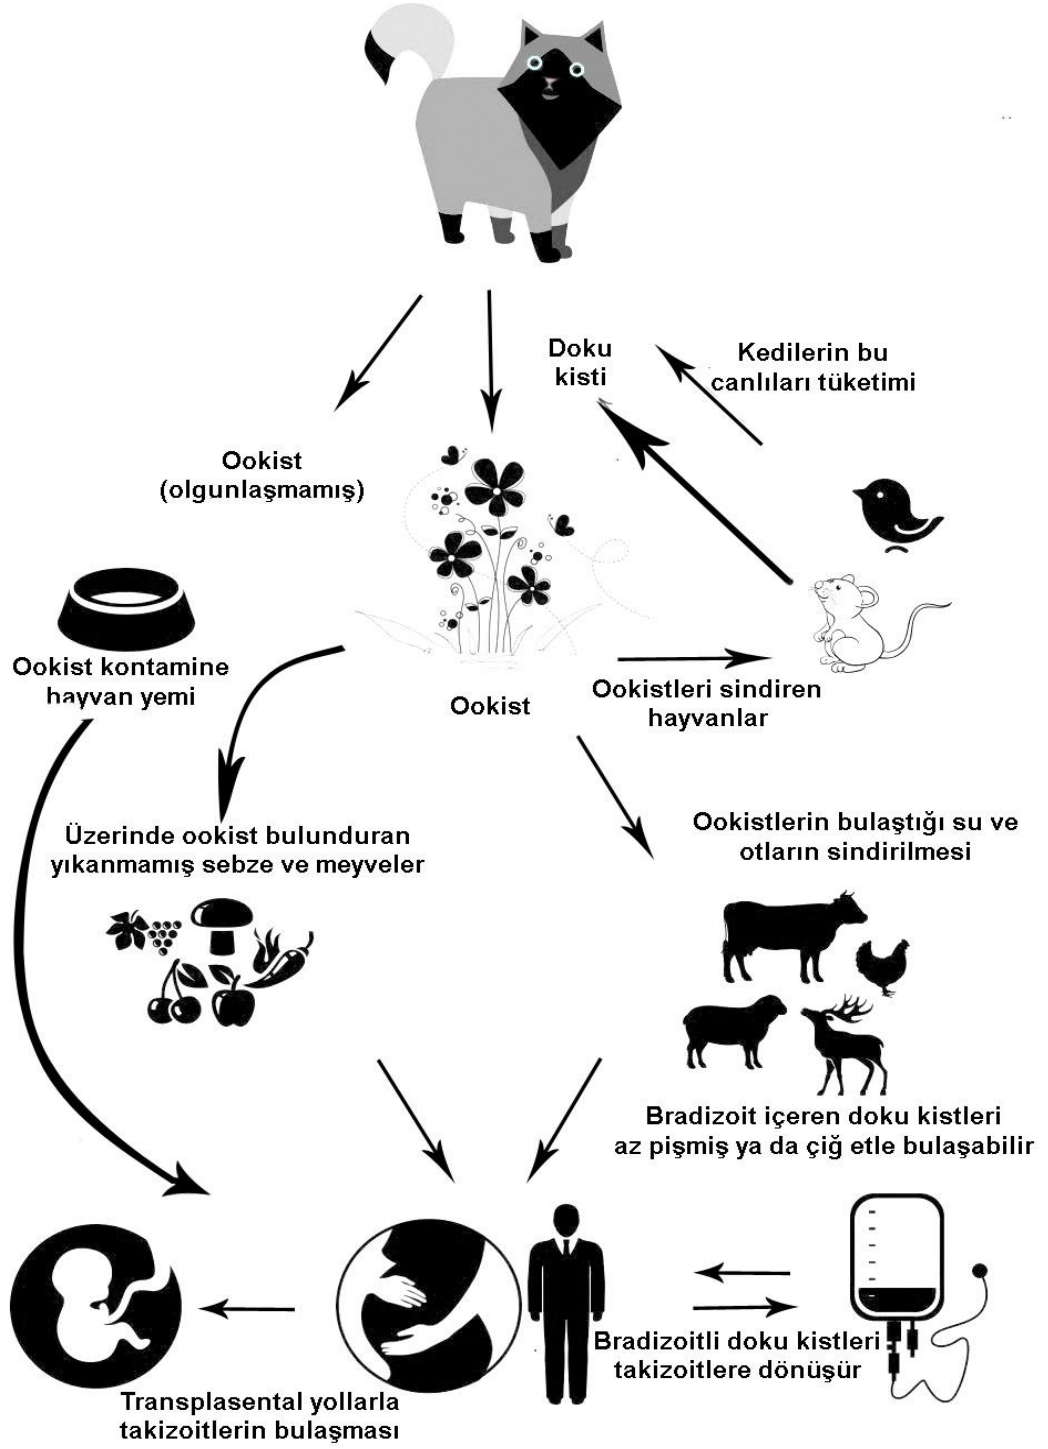 Doku
kisti
Kedilerin bu
canlıları tüketimi
Ookist
(olgunlaşmamış)
Ookist kontamine
hayvan yemi
Ookist
Ookistleri sindiren
hayvanlar
Üzerinde ookist bulunduran
yıkanmamış sebze ve meyveler
Ookistlerin bulaştığı su ve
otların sindirilmesi
Bradizoit içeren doku kistleri
az pişmiş ya da çiğ etle bulaşabilir
Bradizoitli doku kistleri
takizoitlere dönüşür
Transplasental yollarla
takizoitlerin bulaşması